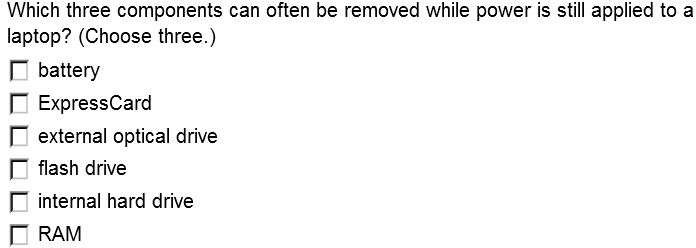 Which three components can often be removed while power is still applied to a
laptop? (Choose three.)
battery
ExpressCard
external optical drive
flash drive
internal hard drive
RAM